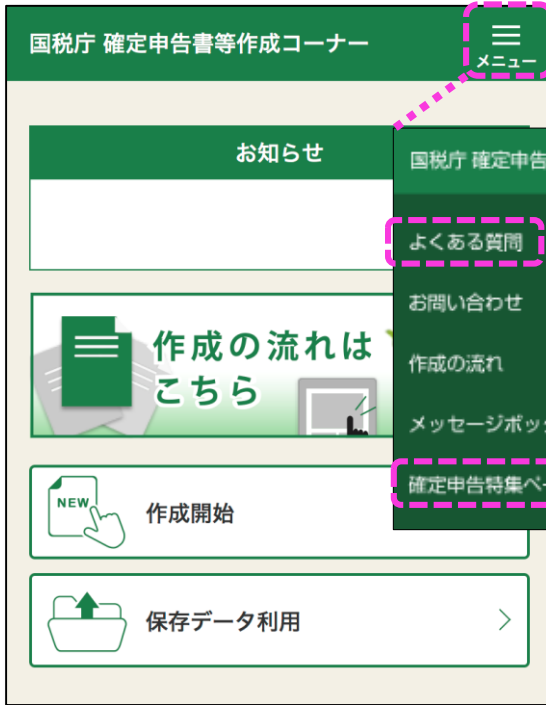 国税庁 確定申告書等作成コーナー
メニュー
お知らせ
国税庁 確定申告
よくある質問
お問い合わせ
作成の流れ
メッセージボッ
確定申告特集ペー
作成の流れは
こちら
NEW
作成開始
保存データ利用